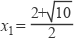 x₁ = (2+√10)/2